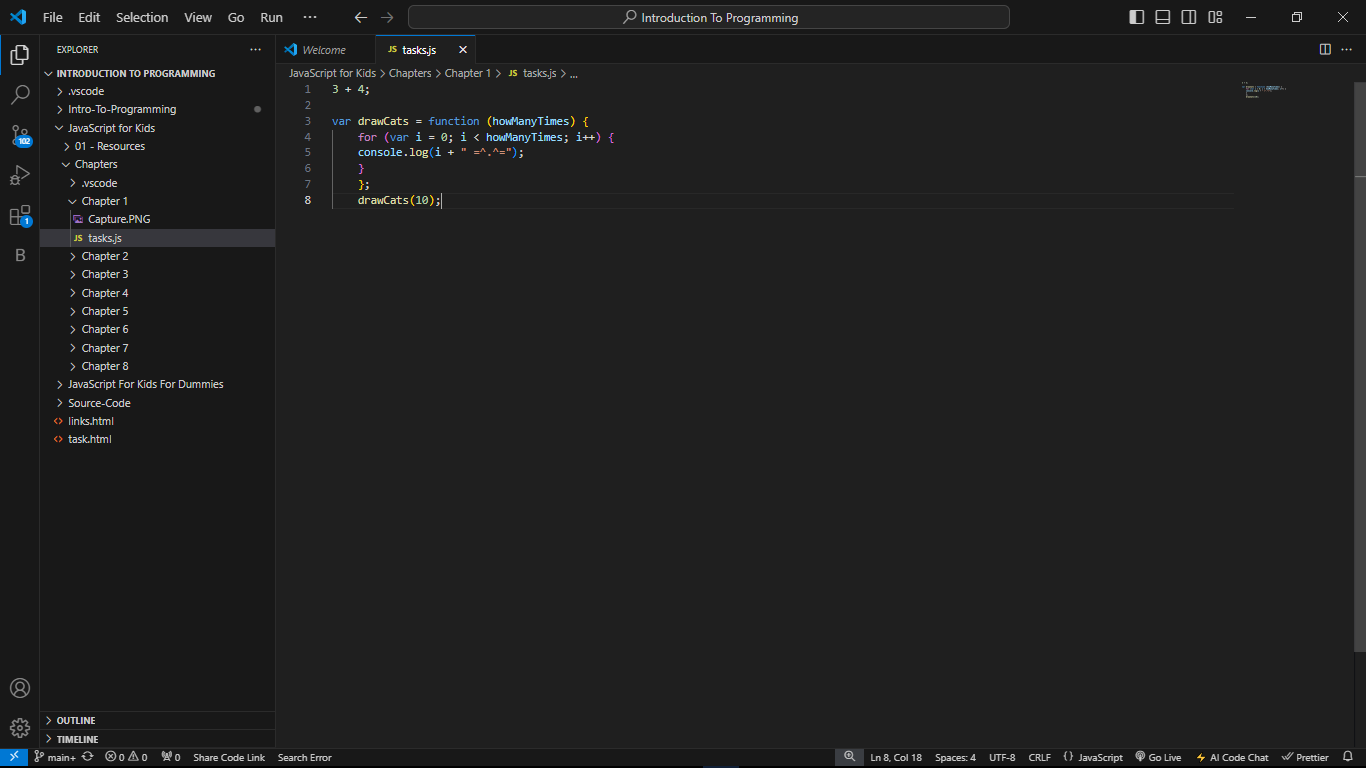 File Edit Selection View Go Run ··· Introduction To Programming
EXPLORER ···
INTRODUCTION TO PROGRAMMING
.vscode
Intro-To-Programming
JavaScript for Kids
01 - Resources
Chapters
.vscode
Chapter 1
Capture.PNG
JS tasks.js
Chapter 2
Chapter 3
Chapter 4
Chapter 5
Chapter 6
Chapter 7
Chapter 8
JavaScript For Kids For Dummies
Source-Code
<> links.html
<> task.html
OUTLINE
TIMELINE
102
1
B
Welcome JS tasks.js
JavaScript for Kids > Chapters > Chapter 1 > JS tasks.js > ...
1 3 + 4;
2
3 var drawCats = function (howManyTimes) {
4 for (var i = 0; i < howManyTimes; i++) {
5 console.log(i + " =^.^=");
6 }
7 };
8 drawCats(10);
main+ 0 0 0 Share Code Link Search Error Ln 8, Col 18 Spaces: 4 UTF-8 CRLF {} JavaScript Go Live AI Code Chat Prettier